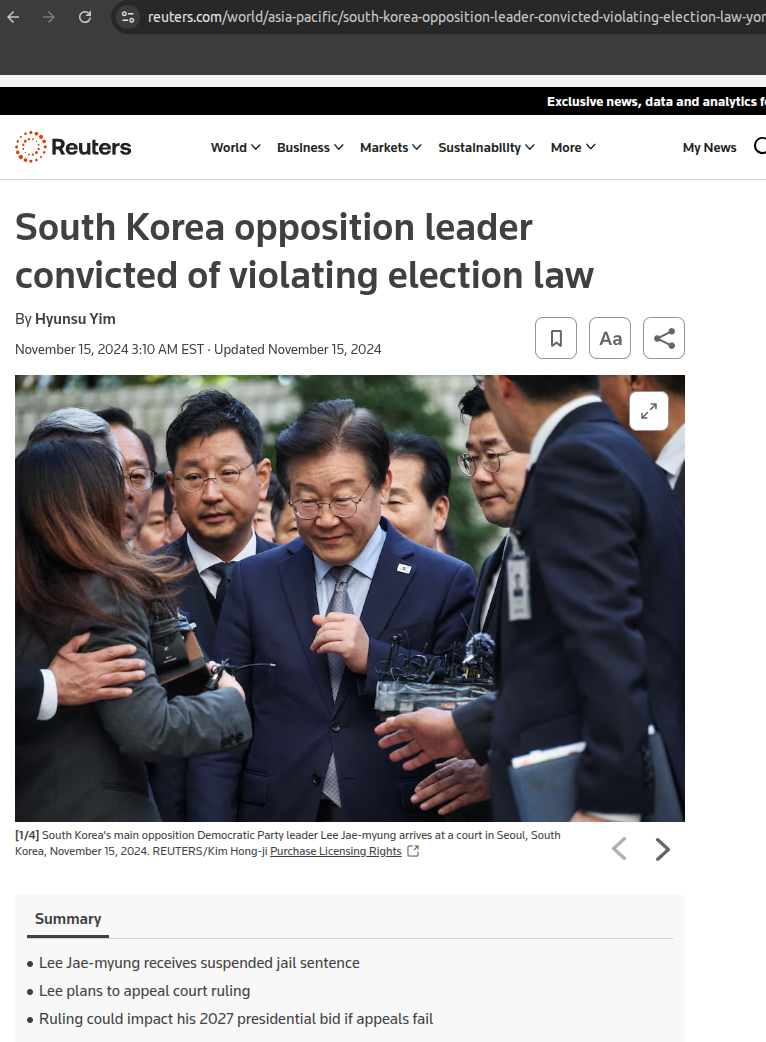 reuters.com/world/asia-pacific/south-korea-opposition-leader-convicted-violating-election-law-yor
Exclusive news, data and analytics f
Reuters
World Business Markets Sustainability More My News
South Korea opposition leader
convicted of violating election law
By Hyunsu Yim
November 15, 2024 3:10 AM EST · Updated November 15, 2024
Aa
[1/4] South Korea's main opposition Democratic Party leader Lee Jae-myung arrives at a court in Seoul, South
Korea, November 15, 2024. REUTERS/Kim Hong-ji Purchase Licensing Rights
Summary
• Lee Jae-myung receives suspended jail sentence
• Lee plans to appeal court ruling
• Ruling could impact his 2027 presidential bid if appeals fail